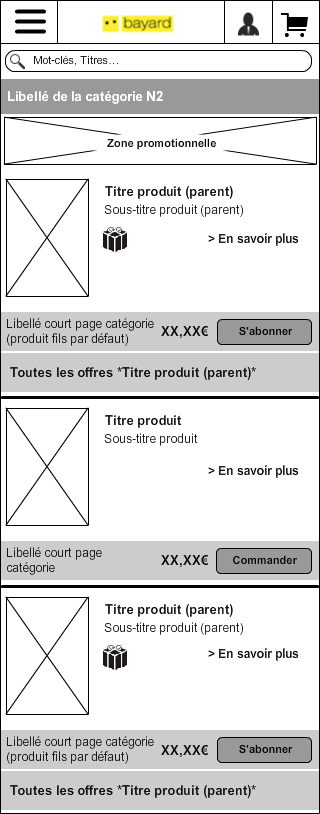 bayard
Mot-clés, Titres…
Libellé de la catégorie N2
Zone promotionnelle
Titre produit (parent)
Sous-titre produit (parent)
> En savoir plus
Libellé court page catégorie
(produit fils par défaut)
XX,XX€
S'abonner
Toutes les offres *Titre produit (parent)*
Titre produit
Sous-titre produit
> En savoir plus
Libellé court page
catégorie
XX,XX€
Commander
Titre produit (parent)
Sous-titre produit (parent)
> En savoir plus
Libellé court page catégorie
(produit fils par défaut)
XX,XX€
S'abonner
Toutes les offres *Titre produit (parent)*